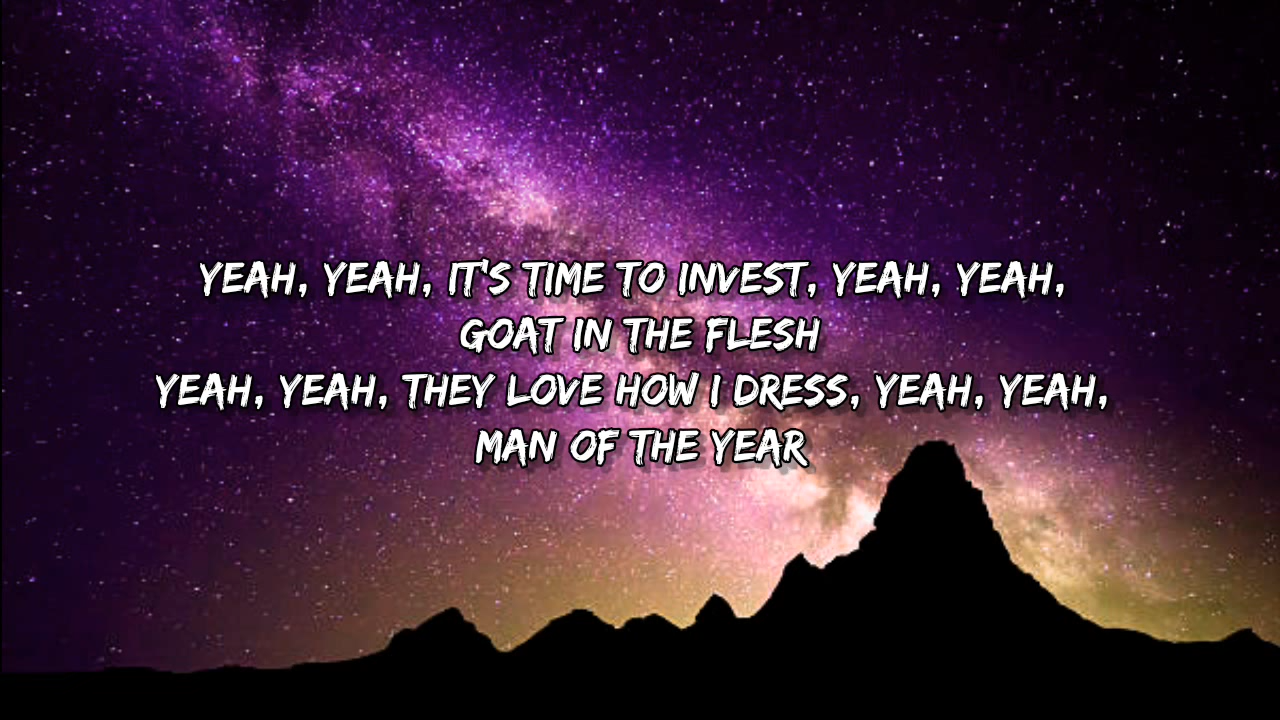 YEAH, YEAH, IT'S TIME TO INVEST, YEAH, YEAH,
GOAT IN THE FLESH
YEAH, YEAH, THEY LOVE HOW I DRESS, YEAH, YEAH,
MAN OF THE YEAR